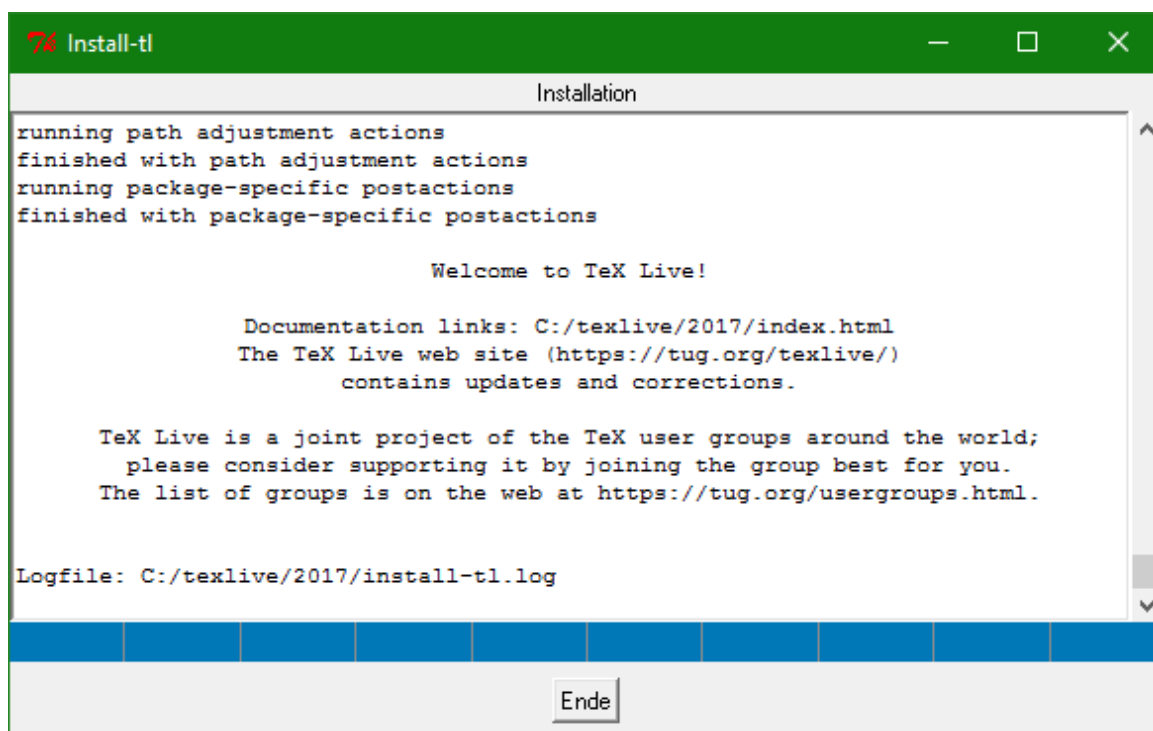 Install-tl
Installation
running path adjustment actions
finished with path adjustment actions
running package-specific postactions
finished with package-specific postactions
Welcome to TeX Live!
Documentation links: C:/texlive/2017/index.html
The TeX Live web site (https://tug.org/texlive/)
contains updates and corrections.
TeX Live is a joint project of the TeX user groups around the world;
please consider supporting it by joining the group best for you.
The list of groups is on the web at https://tug.org/usergroups.html.
Logfile: C:/texlive/2017/install-tl.log
Ende